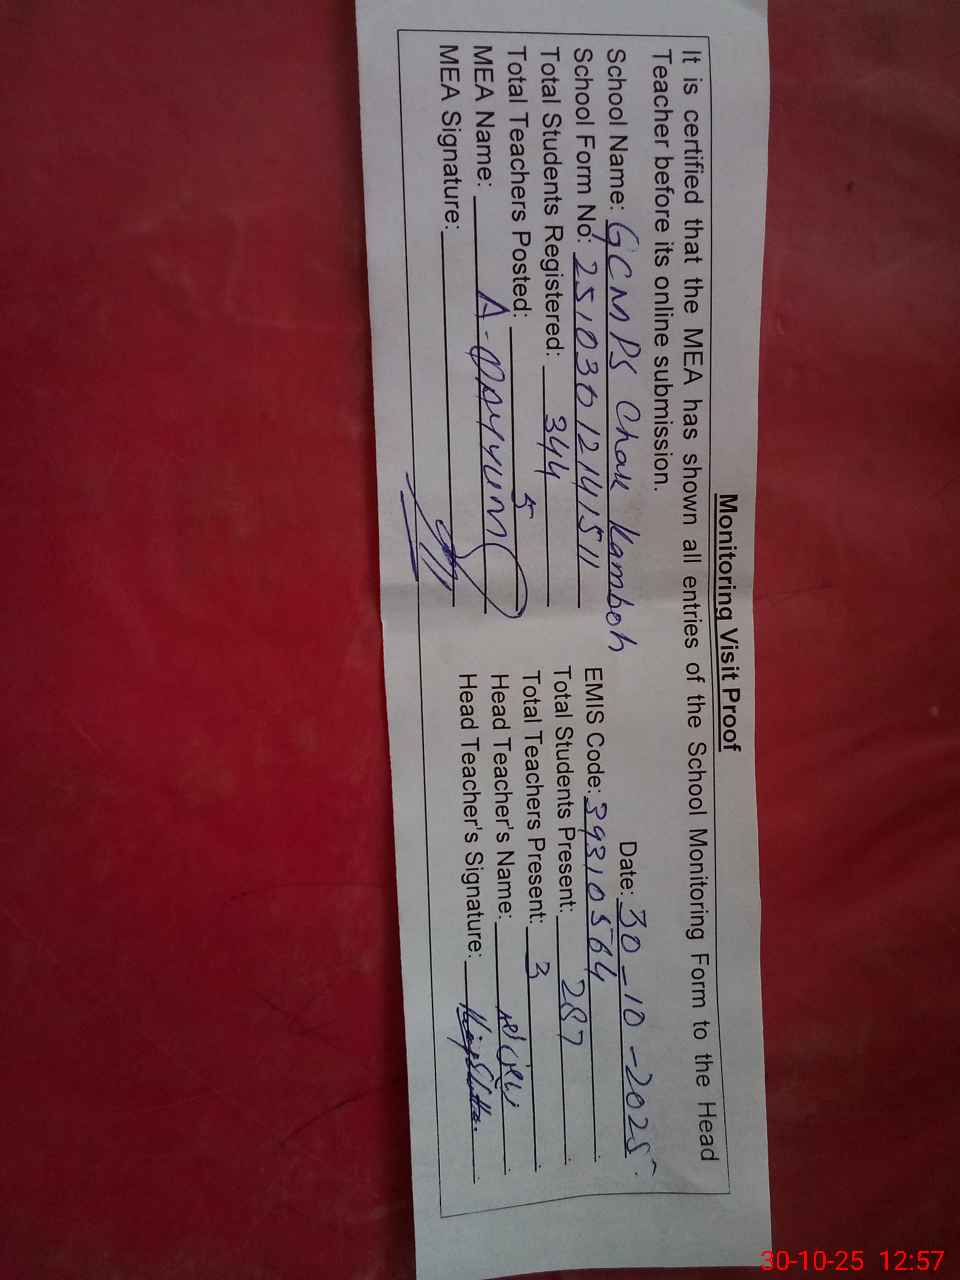 Monitoring Visit Proof
It is certified that the MEA has shown all entries of the School Monitoring Form to the Head
Teacher before its online submission.
Date: 30-10-2025
School Name: GCMPS Chak Kamboh
School Form No: 25103012141511 EMIS Code: 39310564
Total Students Registered: 344 Total Students Present: 287
Total Teachers Posted: 5 Total Teachers Present: 3
MEA Name: A-Qayyum Head Teacher's Name:
MEA Signature: Head Teacher's Signature:
30-10-25 12:57